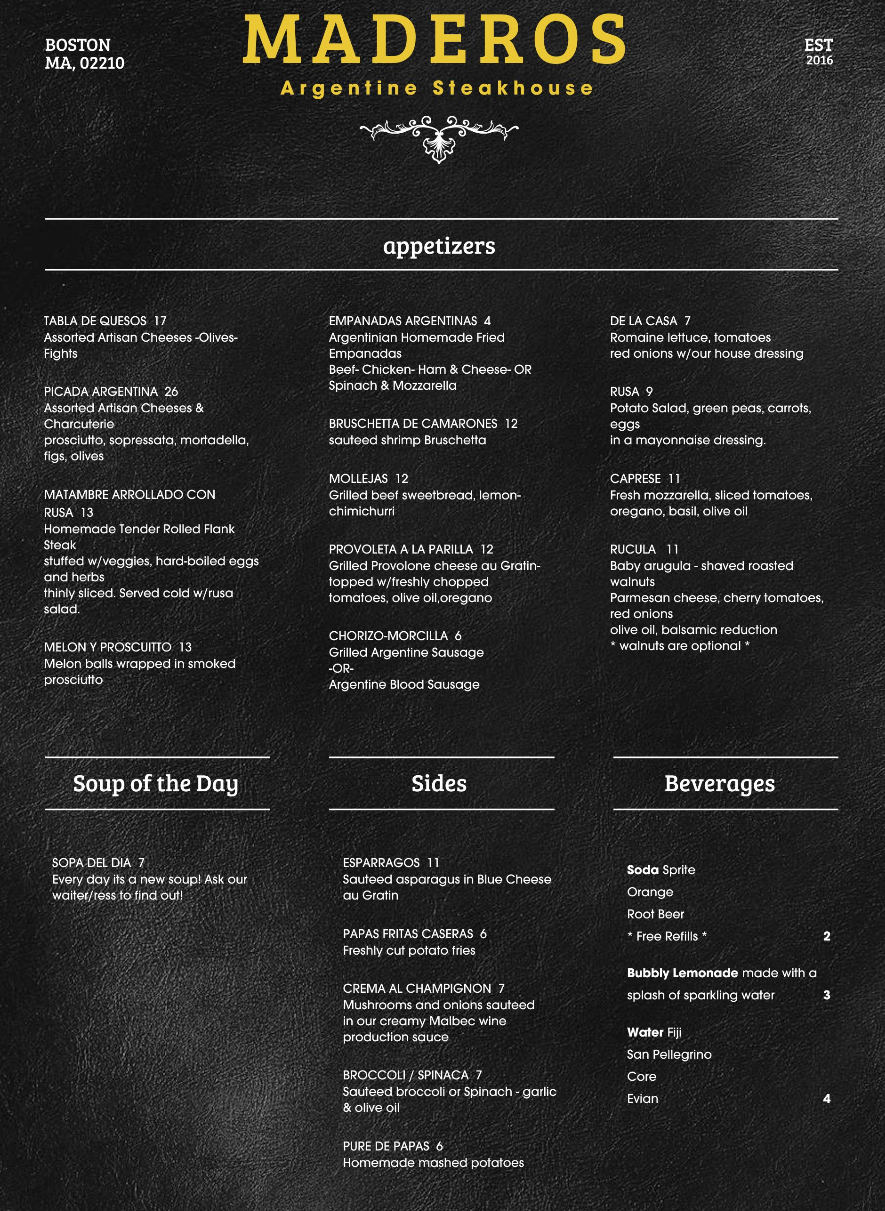 BOSTON
MA, 02210
MADEROS
Argentine Steakhouse
EST
2016
appetizers
TABLA DE QUESOS 17
Assorted Artisan Cheeses -Olives-
Fights
PICADA ARGENTINA 26
Assorted Artisan Cheeses &
Charcuterie
prosciutto, sopressata, mortadella,
figs, olives
MATAMBRE ARROLLADO CON
RUSA 13
Homemade Tender Rolled Flank
Steak
stuffed w/veggies, hard-boiled eggs
and herbs
thinly sliced. Served cold w/rusa
salad.
MELON Y PROSCUITTO 13
Melon balls wrapped in smoked
prosciutto
EMPANADAS ARGENTINAS 4
Argentinian Homemade Fried
Empanadas
Beef- Chicken- Ham & Cheese- OR
Spinach & Mozzarella
BRUSCHETTA DE CAMARONES 12
sauteed shrimp Bruschetta
MOLLEJAS 12
Grilled beef sweetbread, lemon-
chimichurri
PROVOLETA A LA PARILLA 12
Grilled Provolone cheese au Gratin-
topped w/freshly chopped
tomatoes, olive oil,oregano
CHORIZO-MORCILLA 6
Grilled Argentine Sausage
-OR-
Argentine Blood Sausage
DE LA CASA 7
Romaine lettuce, tomatoes
red onions w/our house dressing
RUSA 9
Potato Salad, green peas, carrots,
eggs
in a mayonnaise dressing.
CAPRESE 11
Fresh mozzarella, sliced tomatoes,
oregano, basil, olive oil
RUCULA 11
Baby arugula - shaved roasted
walnuts
Parmesan cheese, cherry tomatoes,
red onions
olive oil, balsamic reduction
* walnuts are optional *
Soup of the Day
SOPA DEL DIA 7
Every day its a new soup! Ask our
waiter/ress to find out!
Sides
ESPARRAGOS 11
Sauteed asparagus in Blue Cheese
au Gratin
PAPAS FRITAS CASERAS 6
Freshly cut potato fries
CREMA AL CHAMPIGNON 7
Mushrooms and onions sauteed
in our creamy Malbec wine
production sauce
BROCCOLI / SPINACA 7
Sauteed broccoli or Spinach - garlic
& olive oil
PURE DE PAPAS 6
Homemade mashed potatoes
Beverages
Soda Sprite
Orange
Root Beer
* Free Refills * 2
Bubbly Lemonade made with a
splash of sparkling water 3
Water Fiji
San Pellegrino
Core
Evian 4